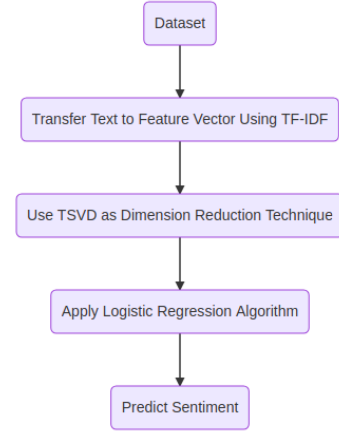 Dataset
Transfer Text to Feature Vector Using TF-IDF
Use TSVD as Dimension Reduction Technique
Apply Logistic Regression Algorithm
Predict Sentiment